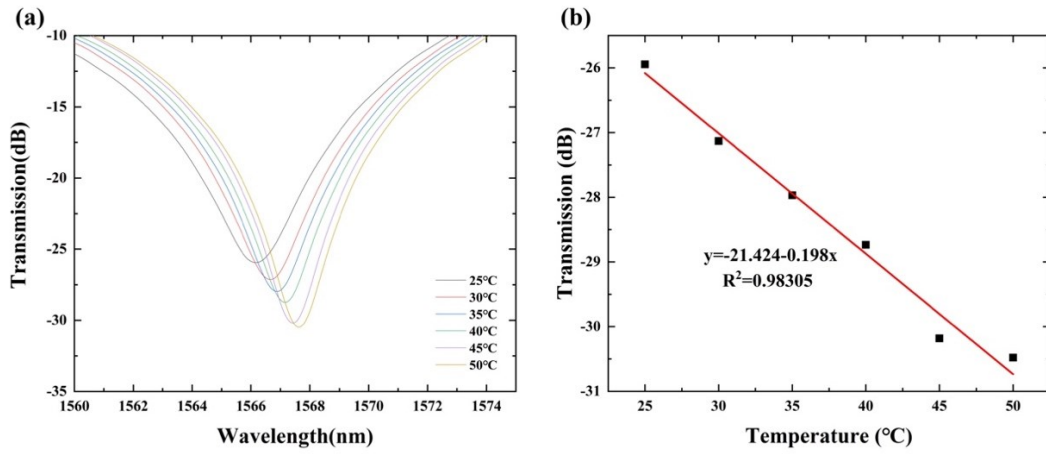 (a)
-10
-15
-20
-25
-30
-35
Transmission(dB)
25℃
30℃
35℃
40℃
45℃
50℃
1560 1562 1564 1566 1568 1570 1572 1574
Wavelength(nm)
(b)
-26
-27
-28
-29
-30
-31
Transmission (dB)
y=-21.424-0.198x
R²=0.98305
25 30 35 40 45 50
Temperature (℃)